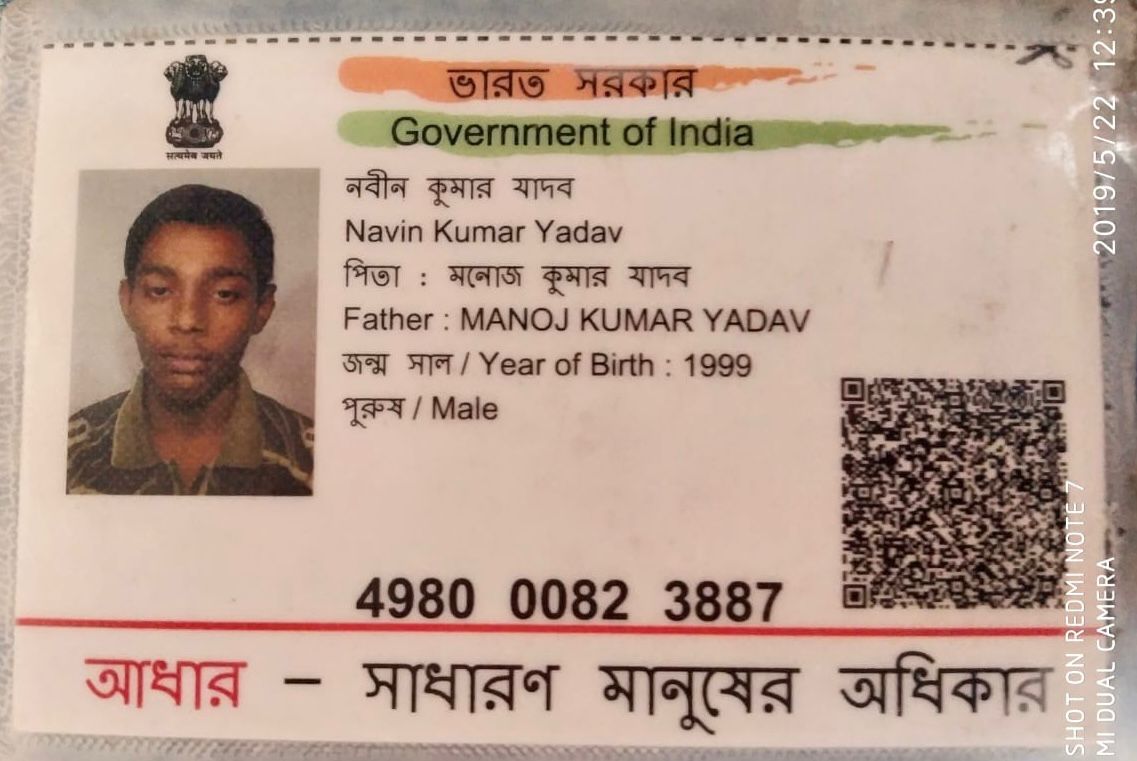 ভারত সরকার
Government of India
सत्यमेव जयते
নবীন কুমার যাদব
Navin Kumar Yadav
পিতা : মনোজ কুমার যাদব
Father : MANOJ KUMAR YADAV
জন্ম সাল / Year of Birth : 1999
পুরুষ / Male
4980 0082 3887
আধার – সাধারণ মানুষের অধিকার
SHOT ON REDMI NOTE 7
MI DUAL CAMERA
2019/5/22 12:39